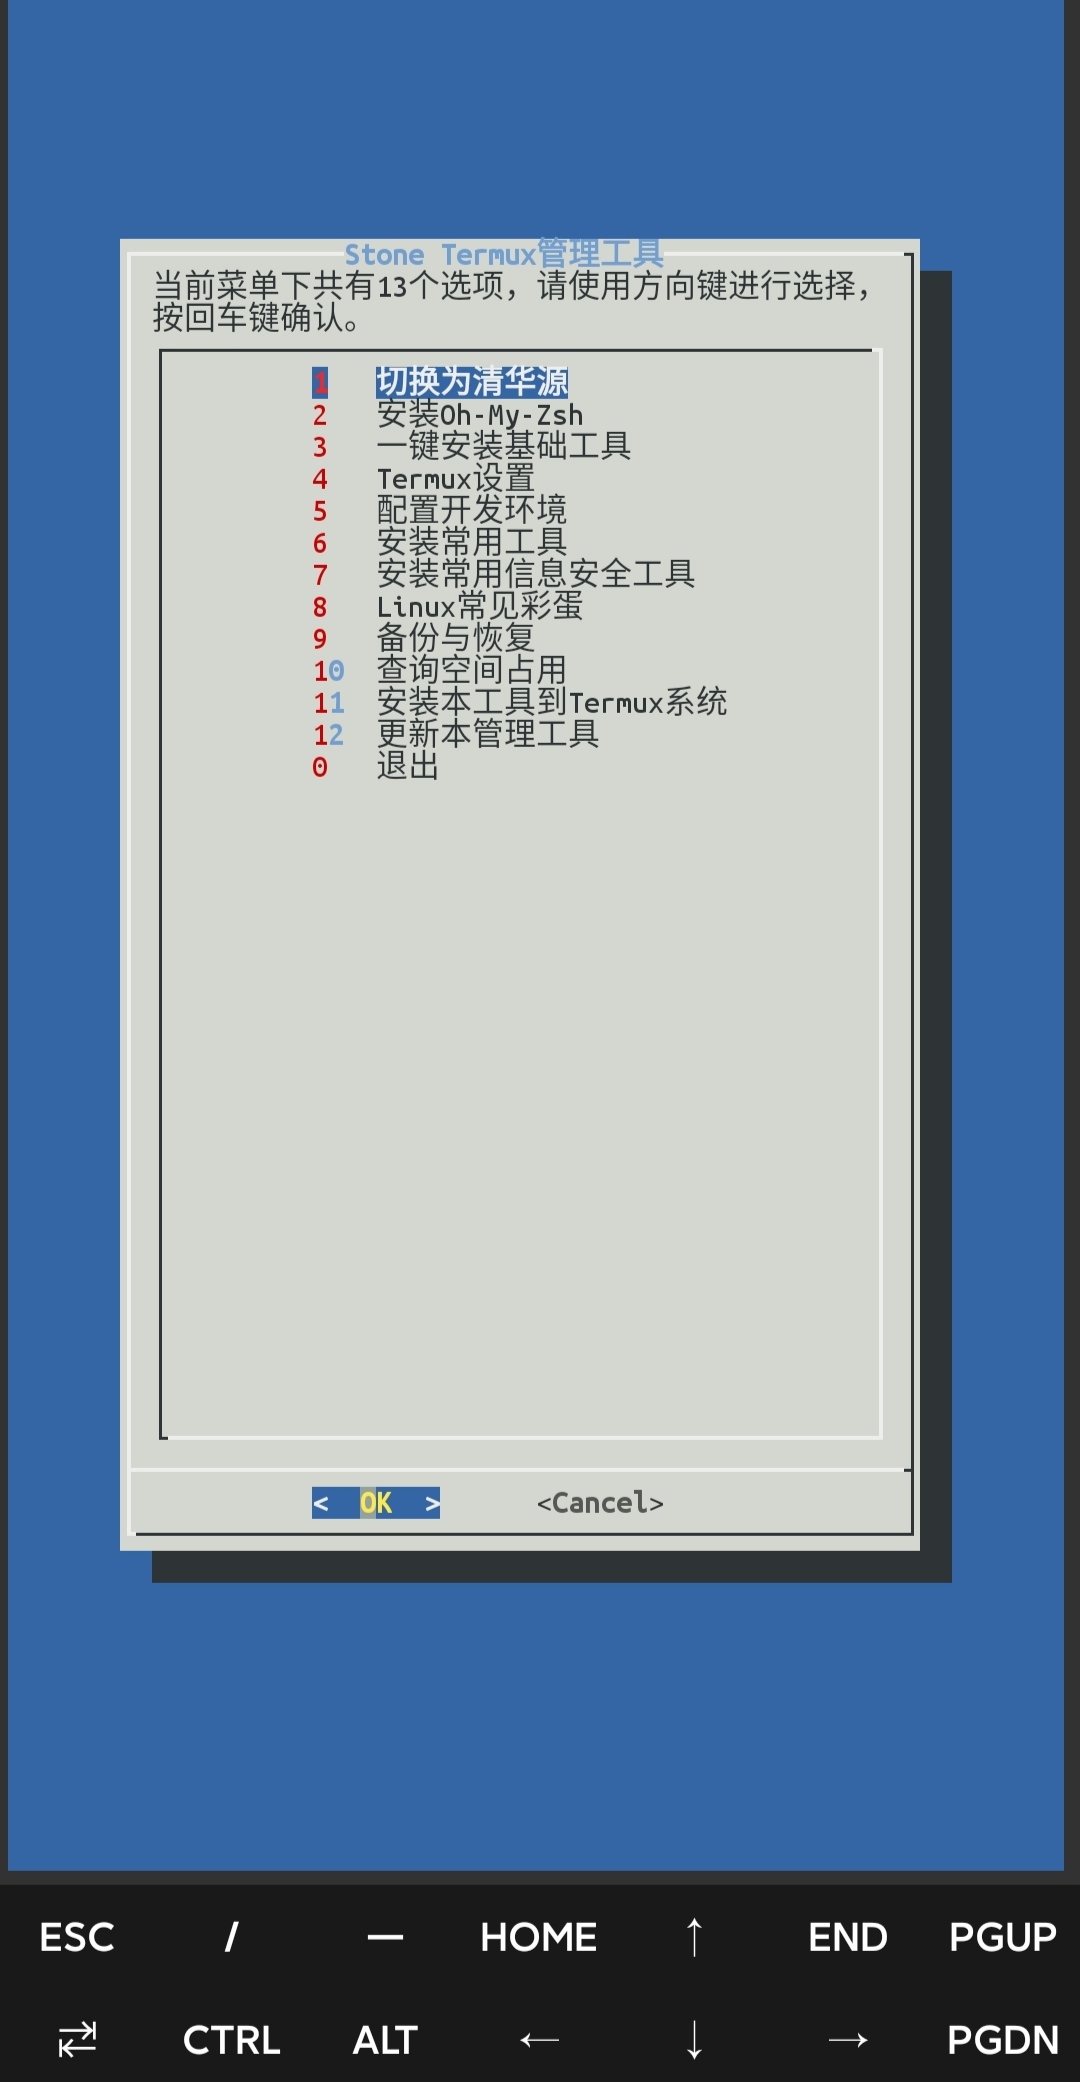 Stone Termux管理工具
当前菜单下共有13个选项，请使用方向键进行选择，
按回车键确认。
1 切换为清华源
2 安装Oh-My-Zsh
3 一键安装基础工具
4 Termux设置
5 配置开发环境
6 安装常用工具
7 安装常用信息安全工具
8 Linux常见彩蛋
9 备份与恢复
10 查询空间占用
11 安装本工具到Termux系统
12 更新本管理工具
0 退出
< OK > <Cancel>
ESC / — HOME ↑ END PGUP
⇄ CTRL ALT ← ↓ → PGDN